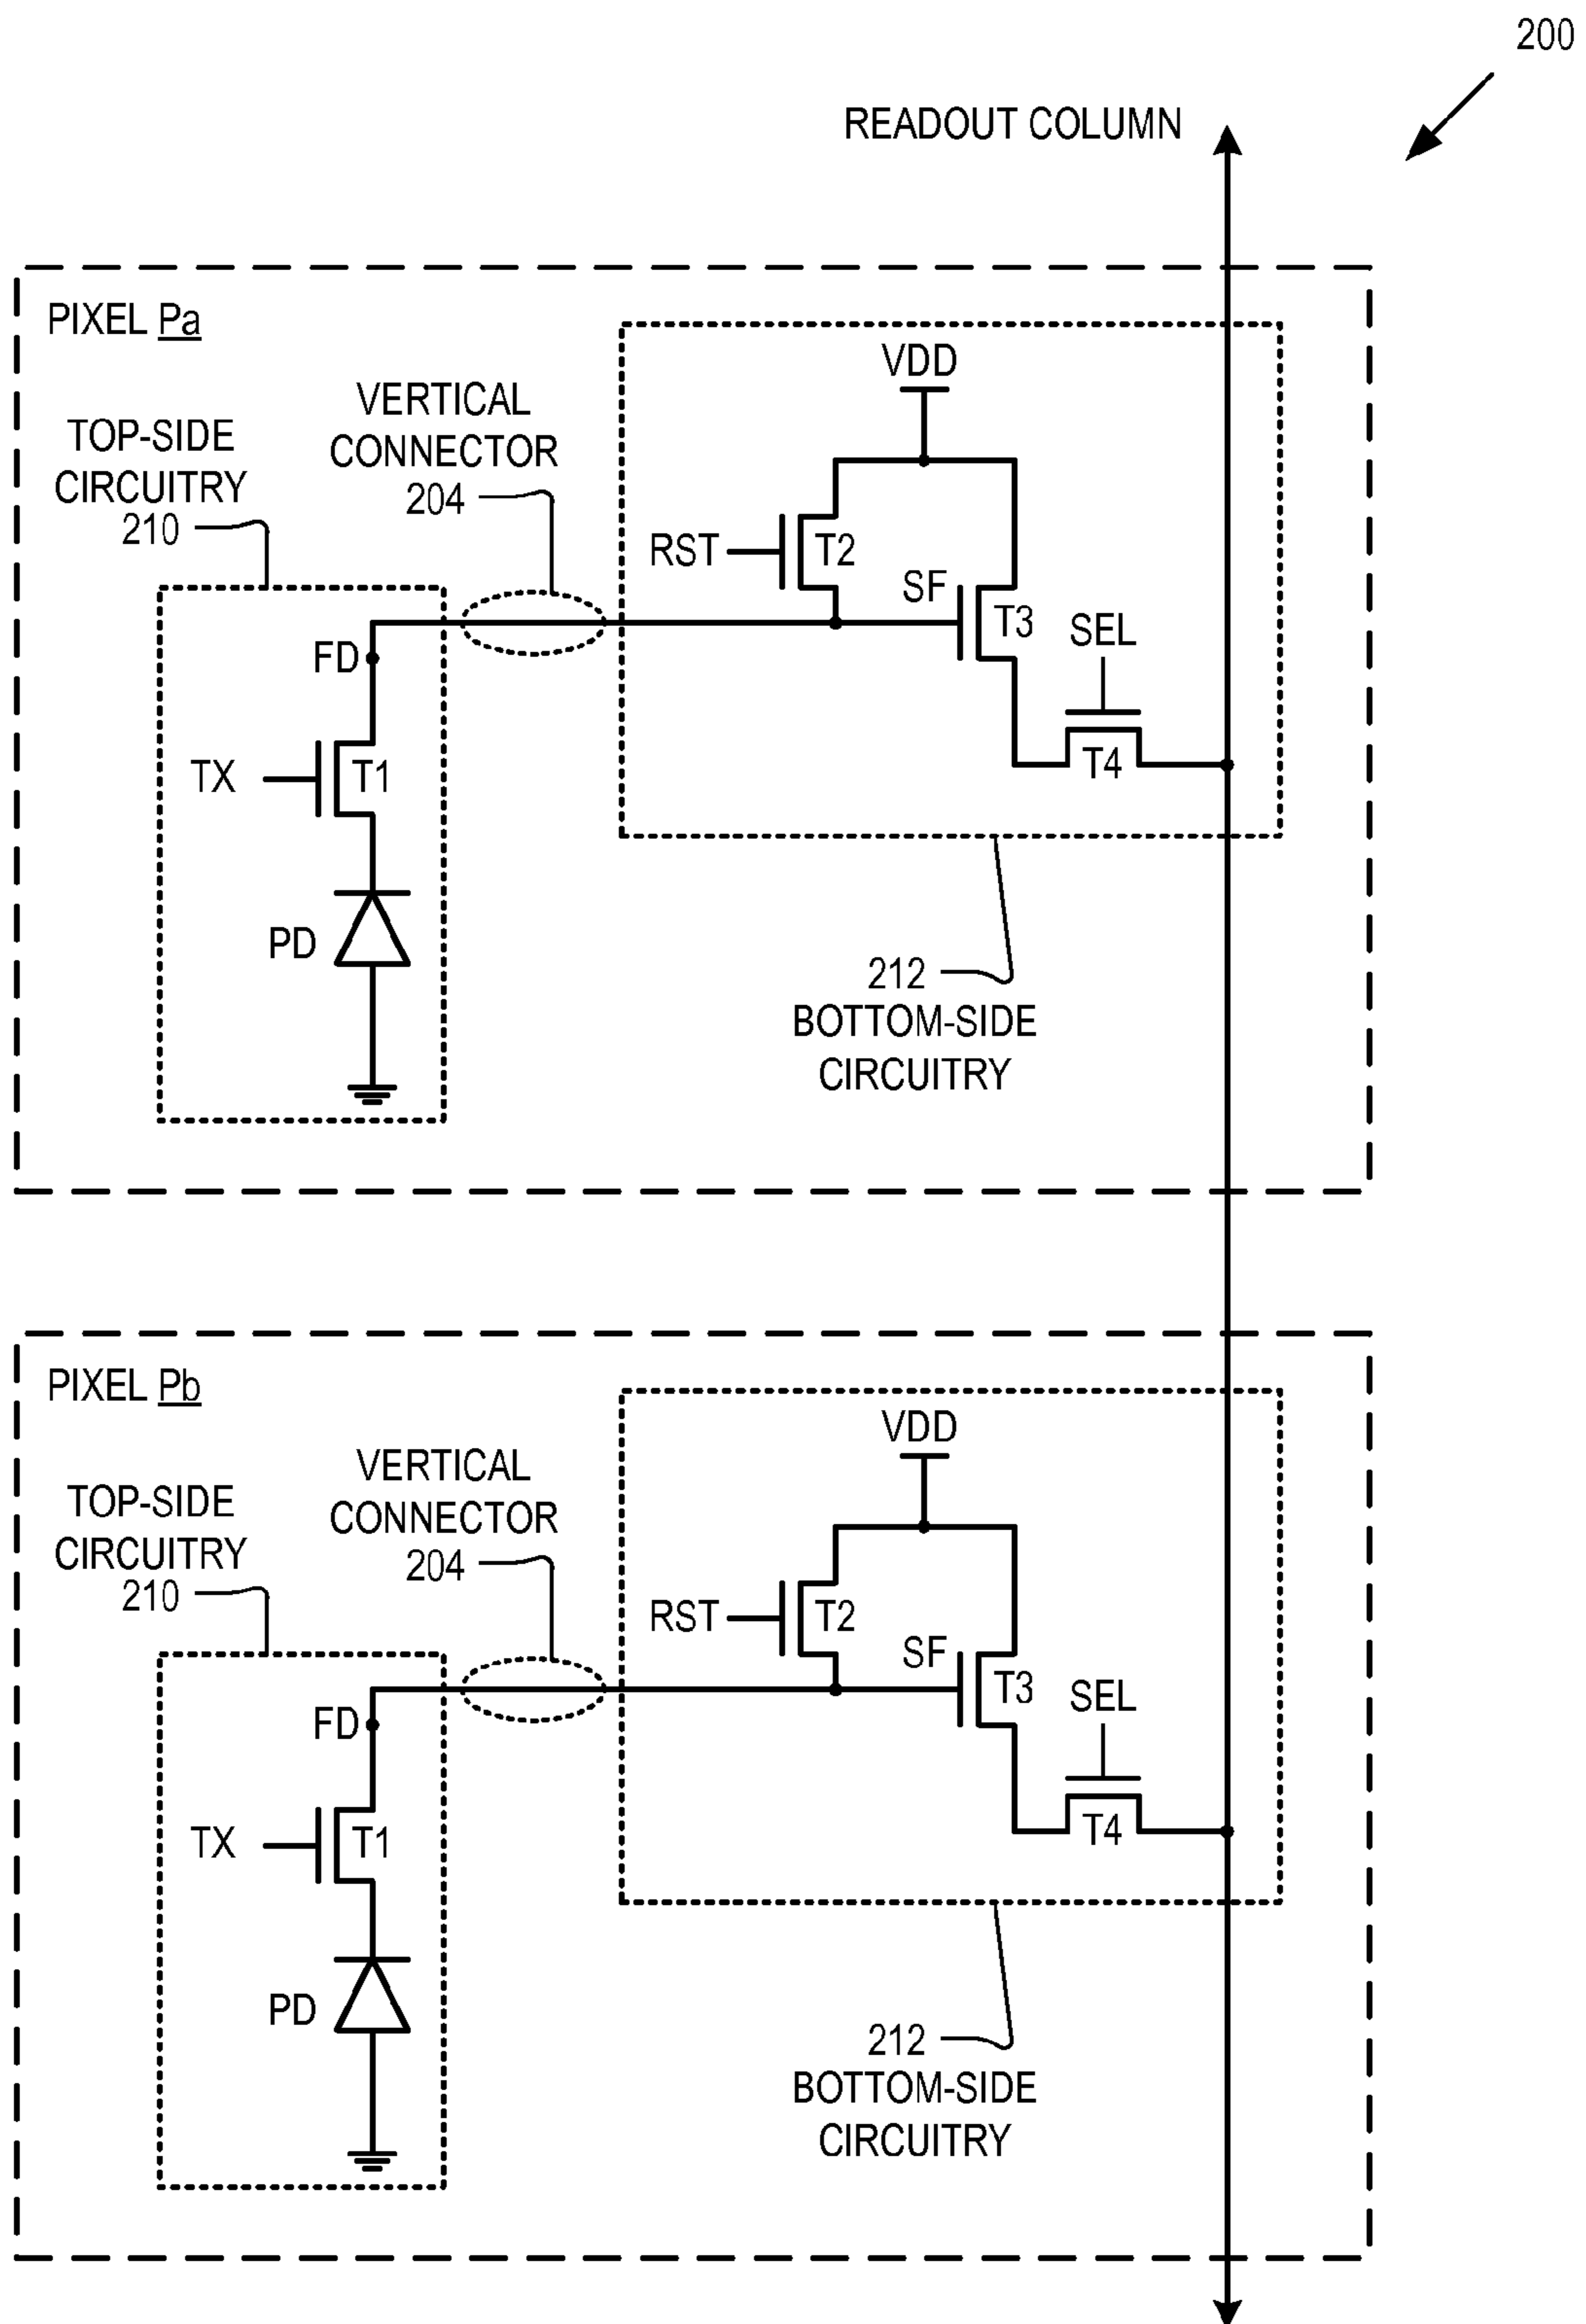 200
READOUT COLUMN
PIXEL Pa
VDD
VERTICAL
CONNECTOR
204
TOP-SIDE
CIRCUITRY
210
RST
T2
SF
T3
SEL
FD
T4
TX
T1
PD
212
BOTTOM-SIDE
CIRCUITRY
PIXEL Pb
VDD
VERTICAL
CONNECTOR
204
TOP-SIDE
CIRCUITRY
210
RST
T2
SF
T3
SEL
FD
T4
TX
T1
PD
212
BOTTOM-SIDE
CIRCUITRY